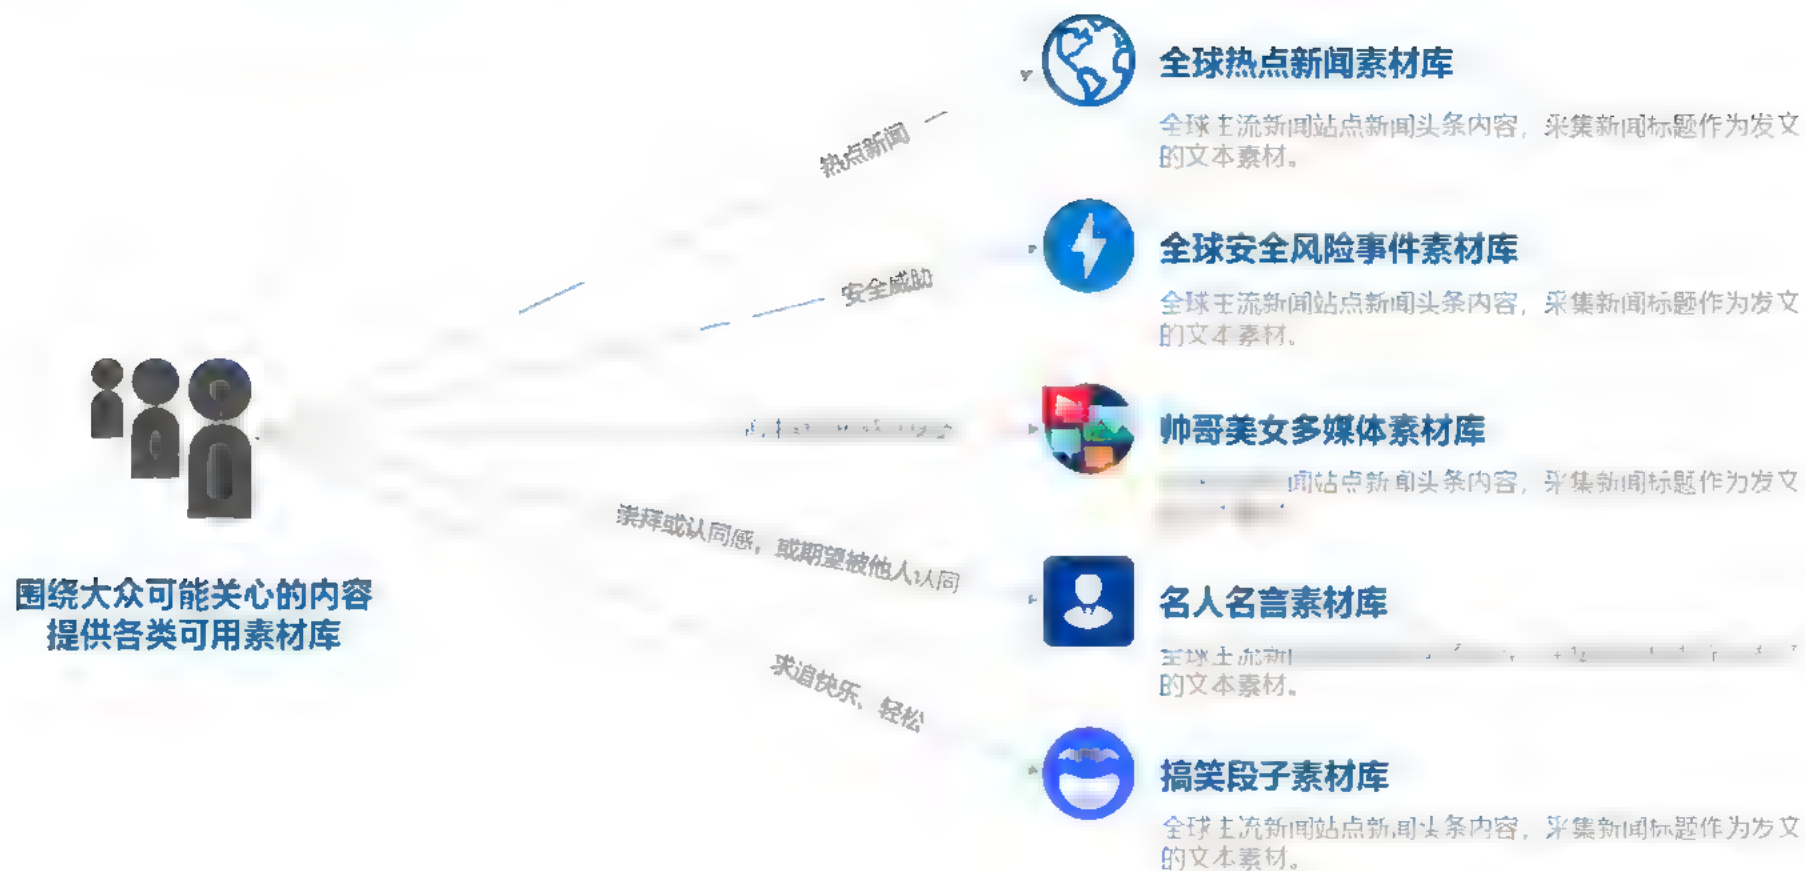 全球热点新闻素材库
全球主流新闻站点新闻头条内容，采集新闻标题作为发文
的文本素材。
热点新闻
全球安全风险事件素材库
全球主流新闻站点新闻头条内容，采集新闻标题作为发文
的文本素材。
安全威胁
帅哥美女多媒体素材库
闻站点新闻头条内容，采集新闻标题作为发文
崇拜或认同感，或期望被他人认同
围绕大众可能关心的内容
提供各类可用素材库
名人名言素材库
全球主流新
的文本素材。
求追快乐、轻松
搞笑段子素材库
全球主流新闻站点新闻头条内容，采集新闻标题作为发文
的文本素材。